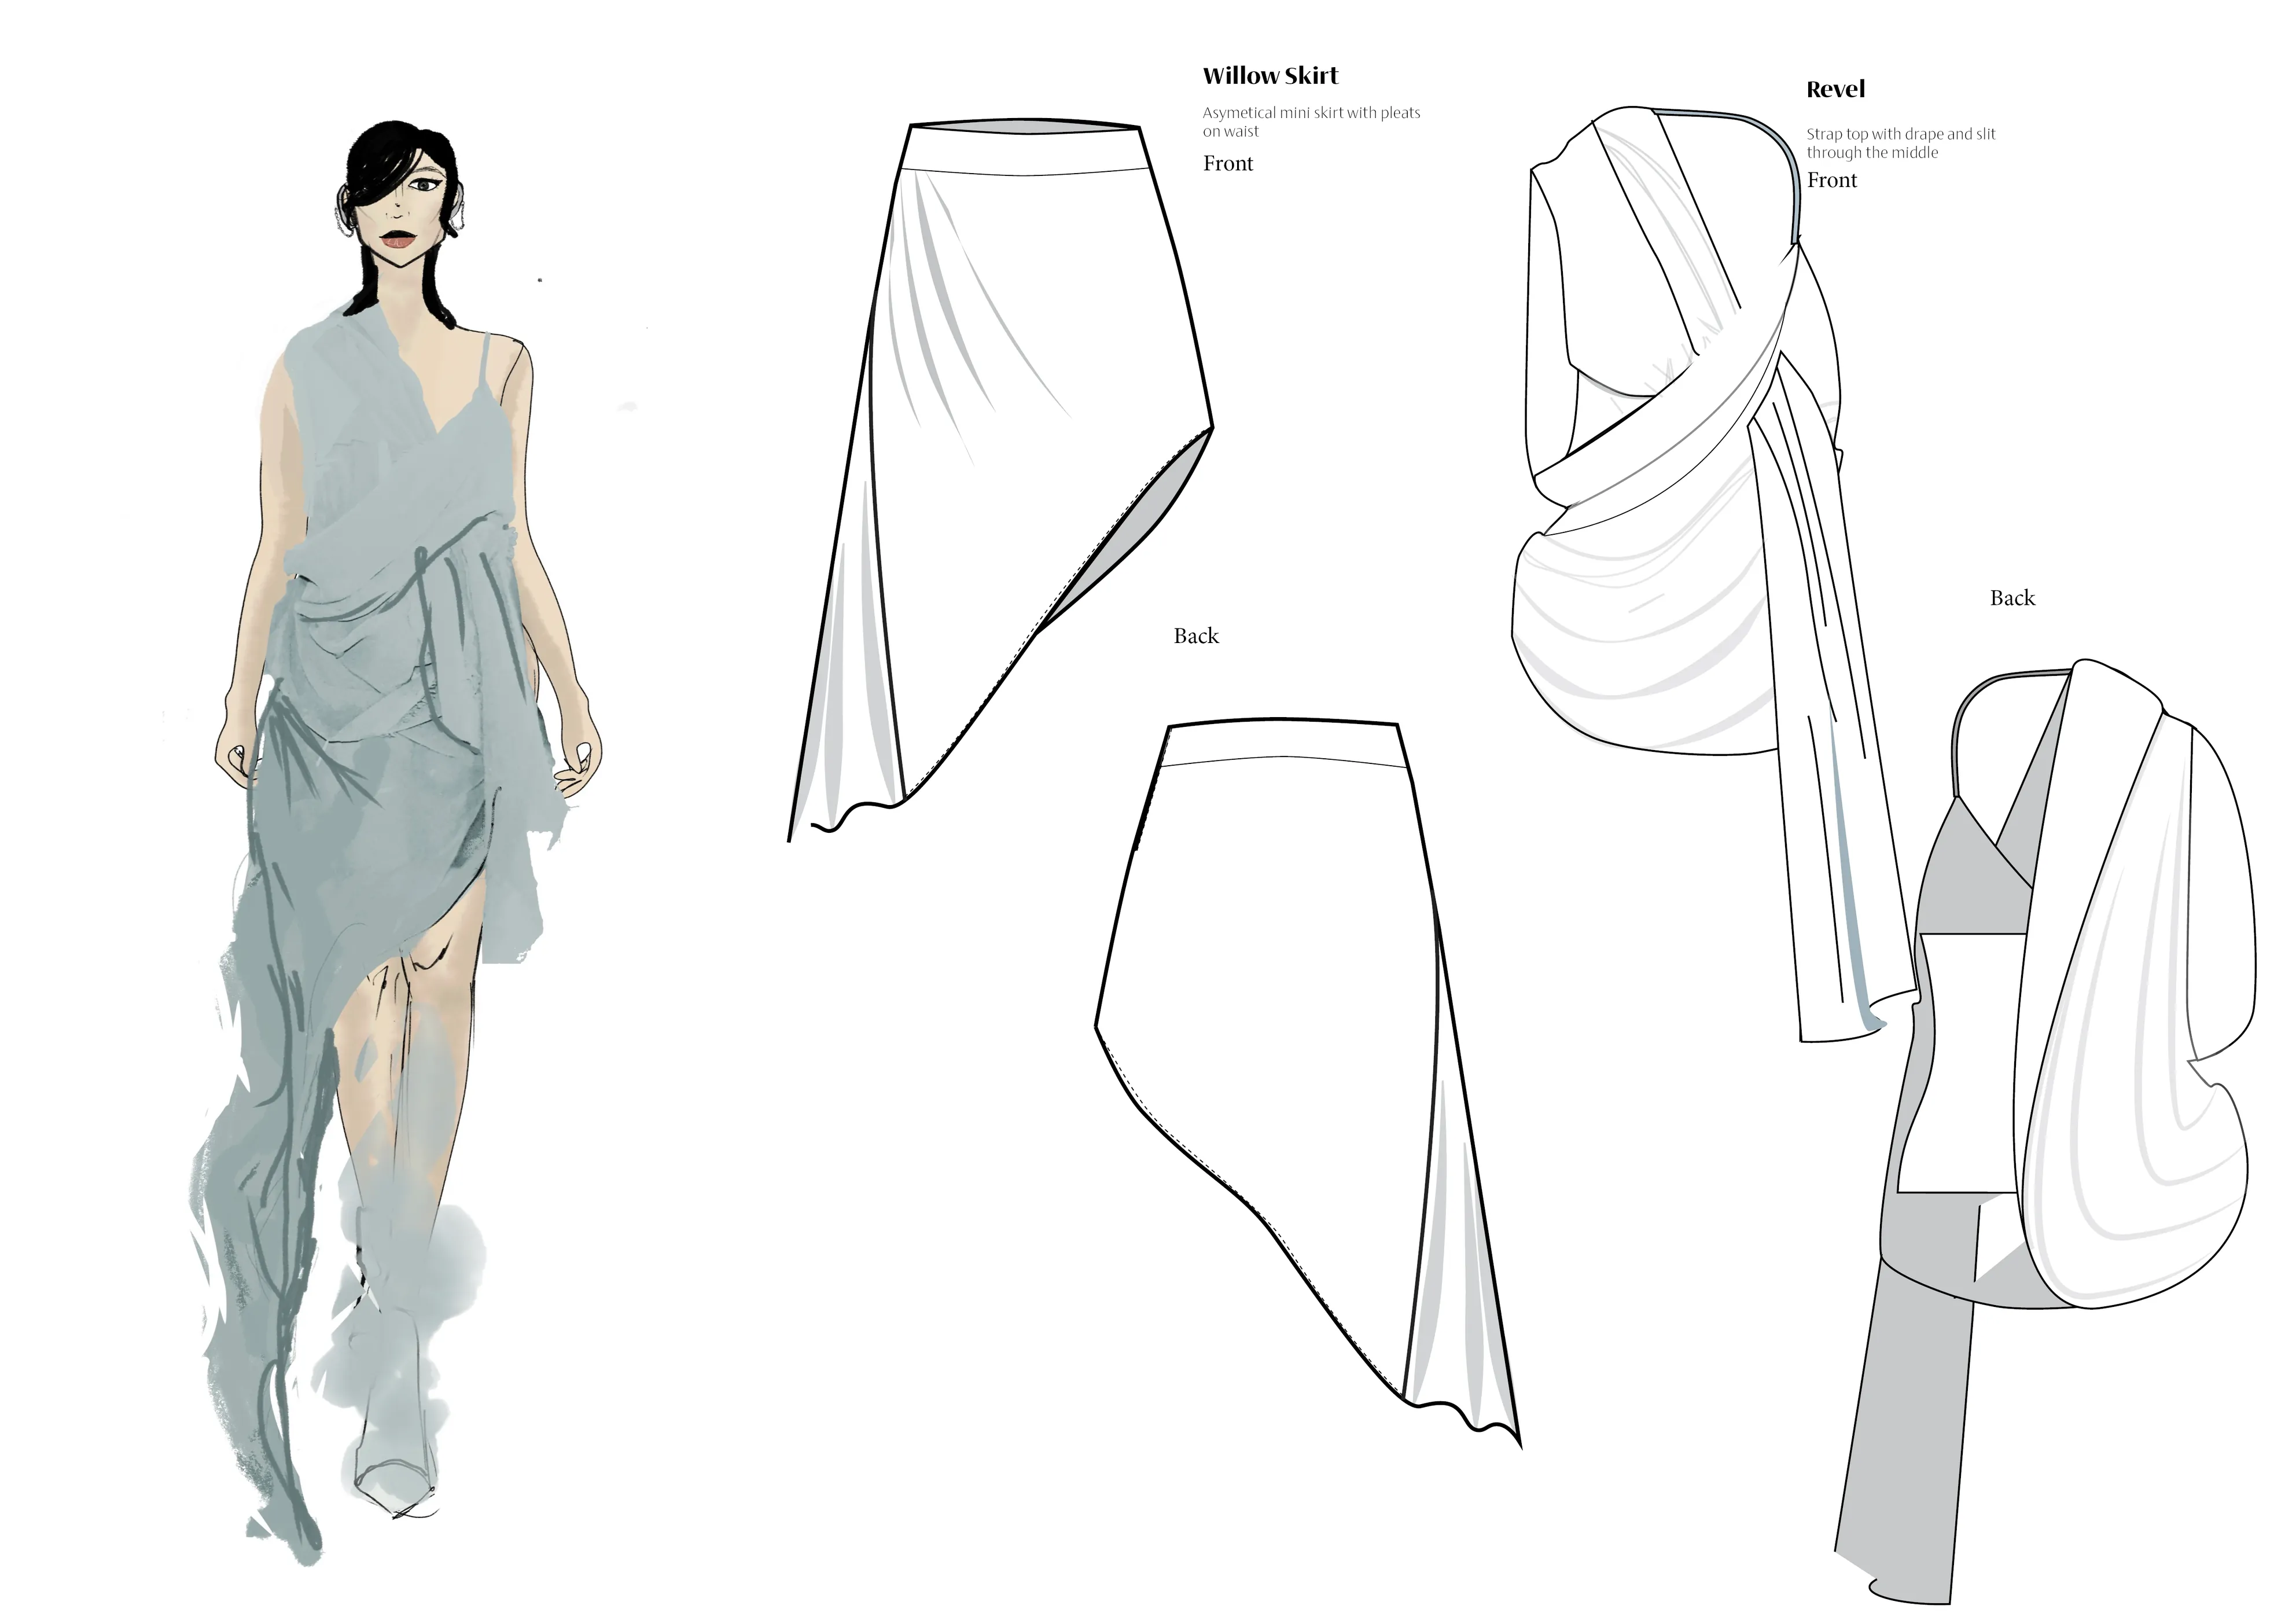 Willow Skirt
Asymetical mini skirt with pleats
on waist
Front
Back
Revel
Strap top with drape and slit
through the middle
Front
Back